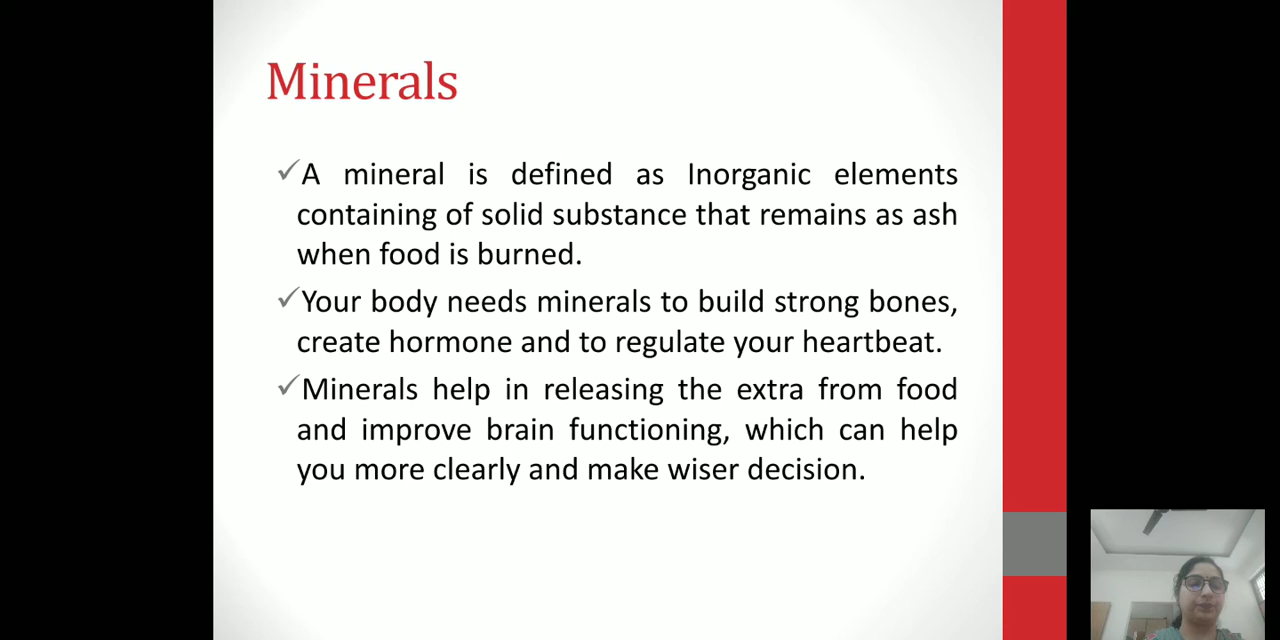 Minerals
✓A mineral is defined as Inorganic elements
containing of solid substance that remains as ash
when food is burned.
✓Your body needs minerals to build strong bones,
create hormone and to regulate your heartbeat.
✓Minerals help in releasing the extra from food
and improve brain functioning, which can help
you more clearly and make wiser decision.